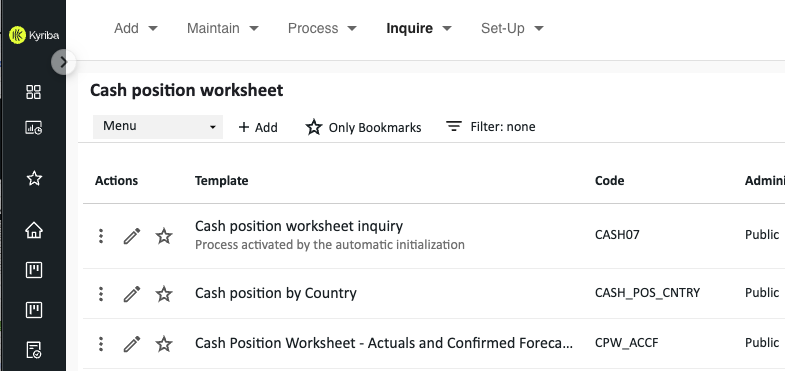 Kyriba
Add Maintain Process Inquire Set-Up
Cash position worksheet
Menu + Add Only Bookmarks Filter: none
Actions Template Code Admini
Cash position worksheet inquiry CASH07 Public
Process activated by the automatic initialization
Cash position by Country CASH_POS_CNTRY Public
Cash Position Worksheet - Actuals and Confirmed Foreca... CPW_ACCF Public